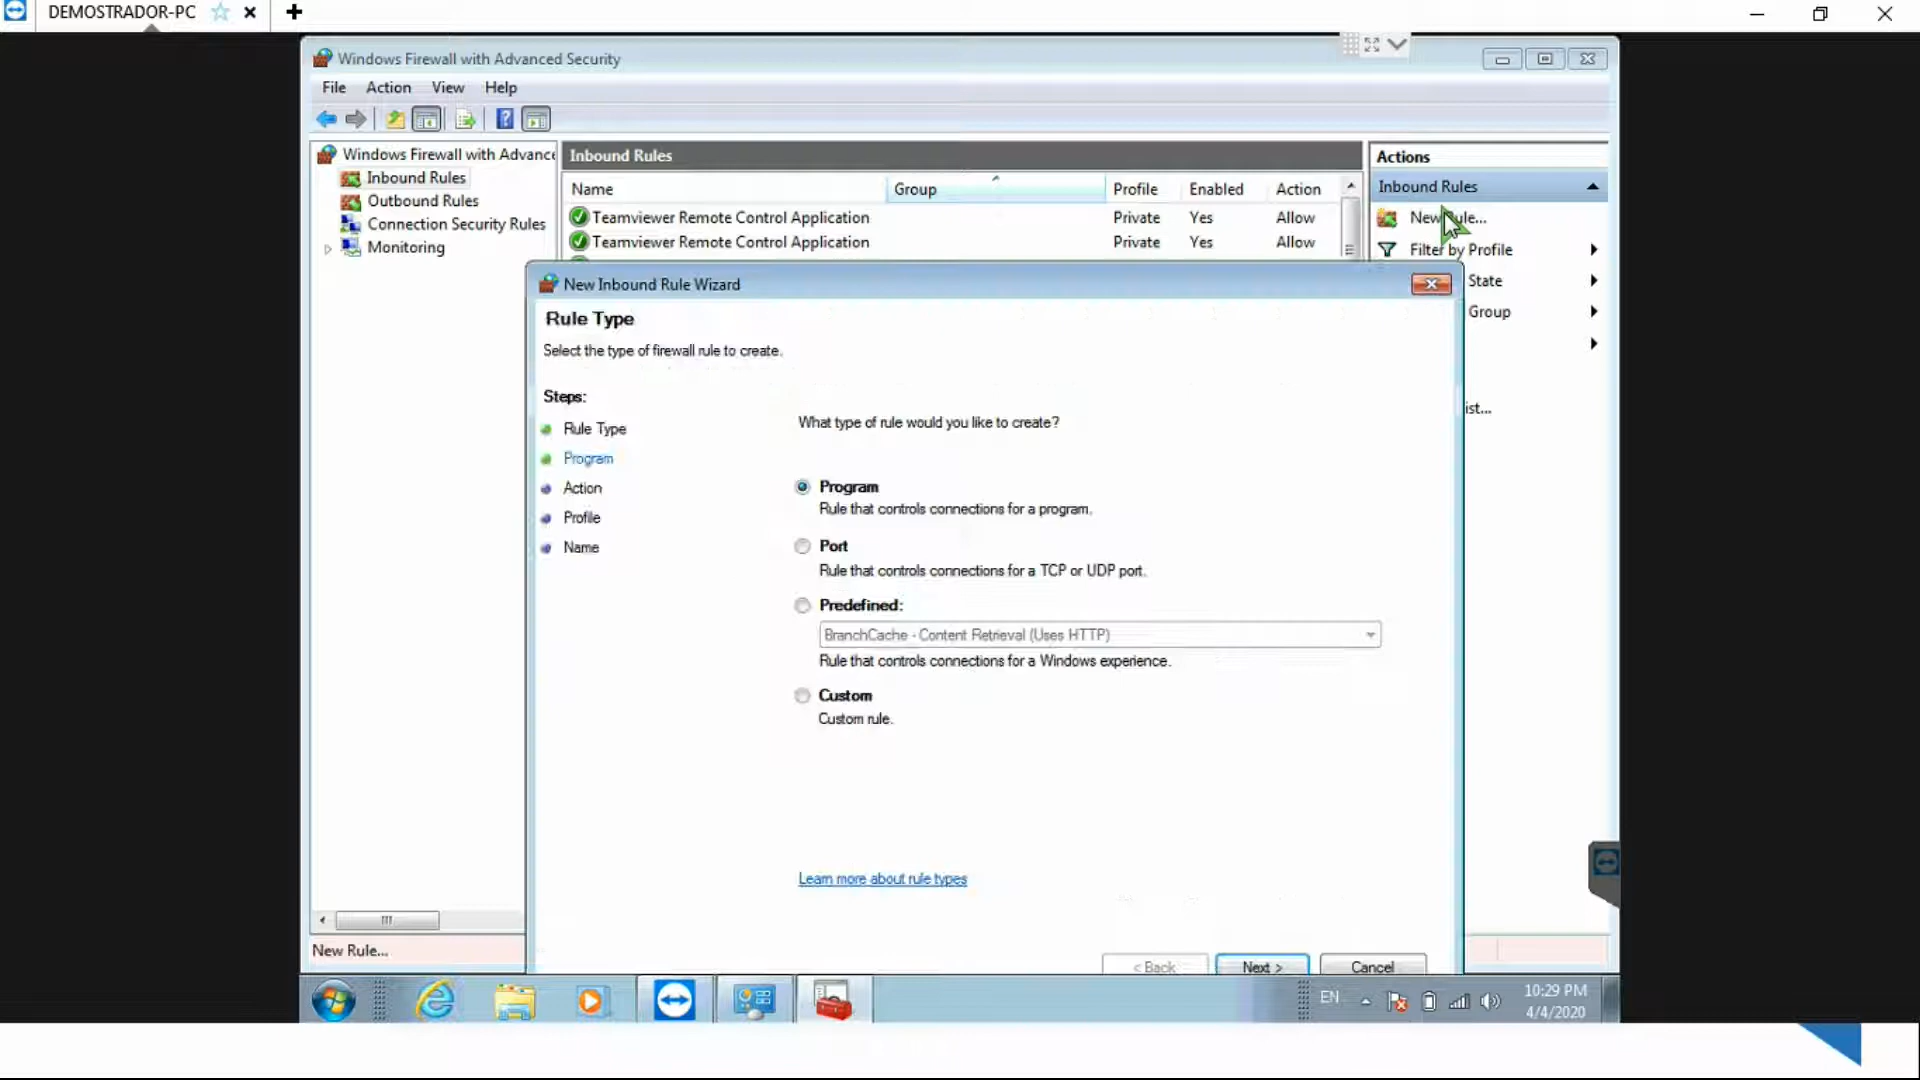 DEMOSTRADOR-PC
Windows Firewall with Advanced Security
File Action View Help
Windows Firewall with Advance
Inbound Rules
Outbound Rules
Connection Security Rules
Monitoring
Inbound Rules
Name Group Profile Enabled Action
Teamviewer Remote Control Application Private Yes Allow
Teamviewer Remote Control Application Private Yes Allow
Actions
Inbound Rules
New Rule...
Filter by Profile
State
Group
ist...
New Inbound Rule Wizard
Rule Type
Select the type of firewall rule to create.
Steps:
Rule Type
Program
Action
Profile
Name
What type of rule would you like to create?
Program
Rule that controls connections for a program.
Port
Rule that controls connections for a TCP or UDP port.
Predefined:
BranchCache - Content Retrieval (Uses HTTP)
Rule that controls connections for a Windows experience.
Custom
Custom rule.
Learn more about rule types
< Back Next > Cancel
New Rule...
EN
10:29 PM
4/4/2020